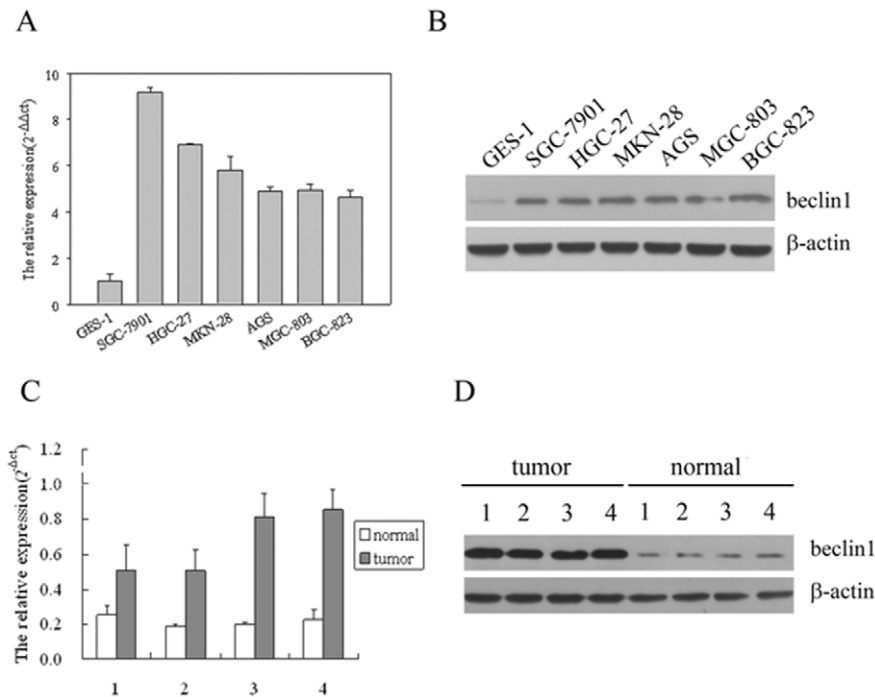 A
The relative expression(2-ΔΔct)
10
8
6
4
2
0
GES-1
SGC-7901
HGC-27
MKN-28
AGS
MGC-803
BGC-823
B
GES-1
SGC-7901
HGC-27
MKN-28
AGS
MGC-803
BGC-823
beclin1
β-actin
C
The relative expression(2-Δct)
1.2
1.0
0.8
0.6
0.4
0.2
0.0
1 2 3 4
normal
tumor
D
tumor normal
1 2 3 4 1 2 3 4
beclin1
β-actin